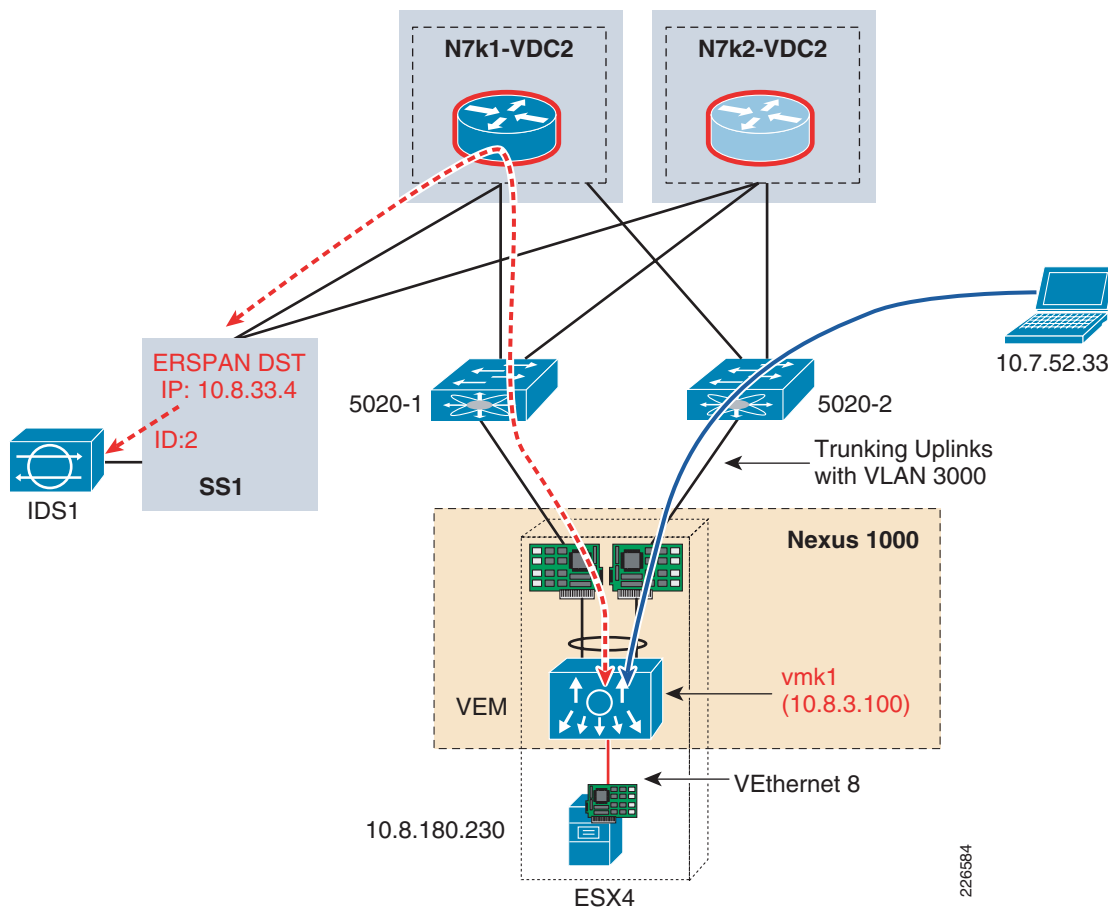 N7k1-VDC2
N7k2-VDC2
ERSPAN DST
IP: 10.8.33.4
ID:2
SS1
IDS1
5020-1
5020-2
10.7.52.33
Trunking Uplinks
with VLAN 3000
Nexus 1000
VEM
vmk1
(10.8.3.100)
VEthernet 8
10.8.180.230
ESX4
226584